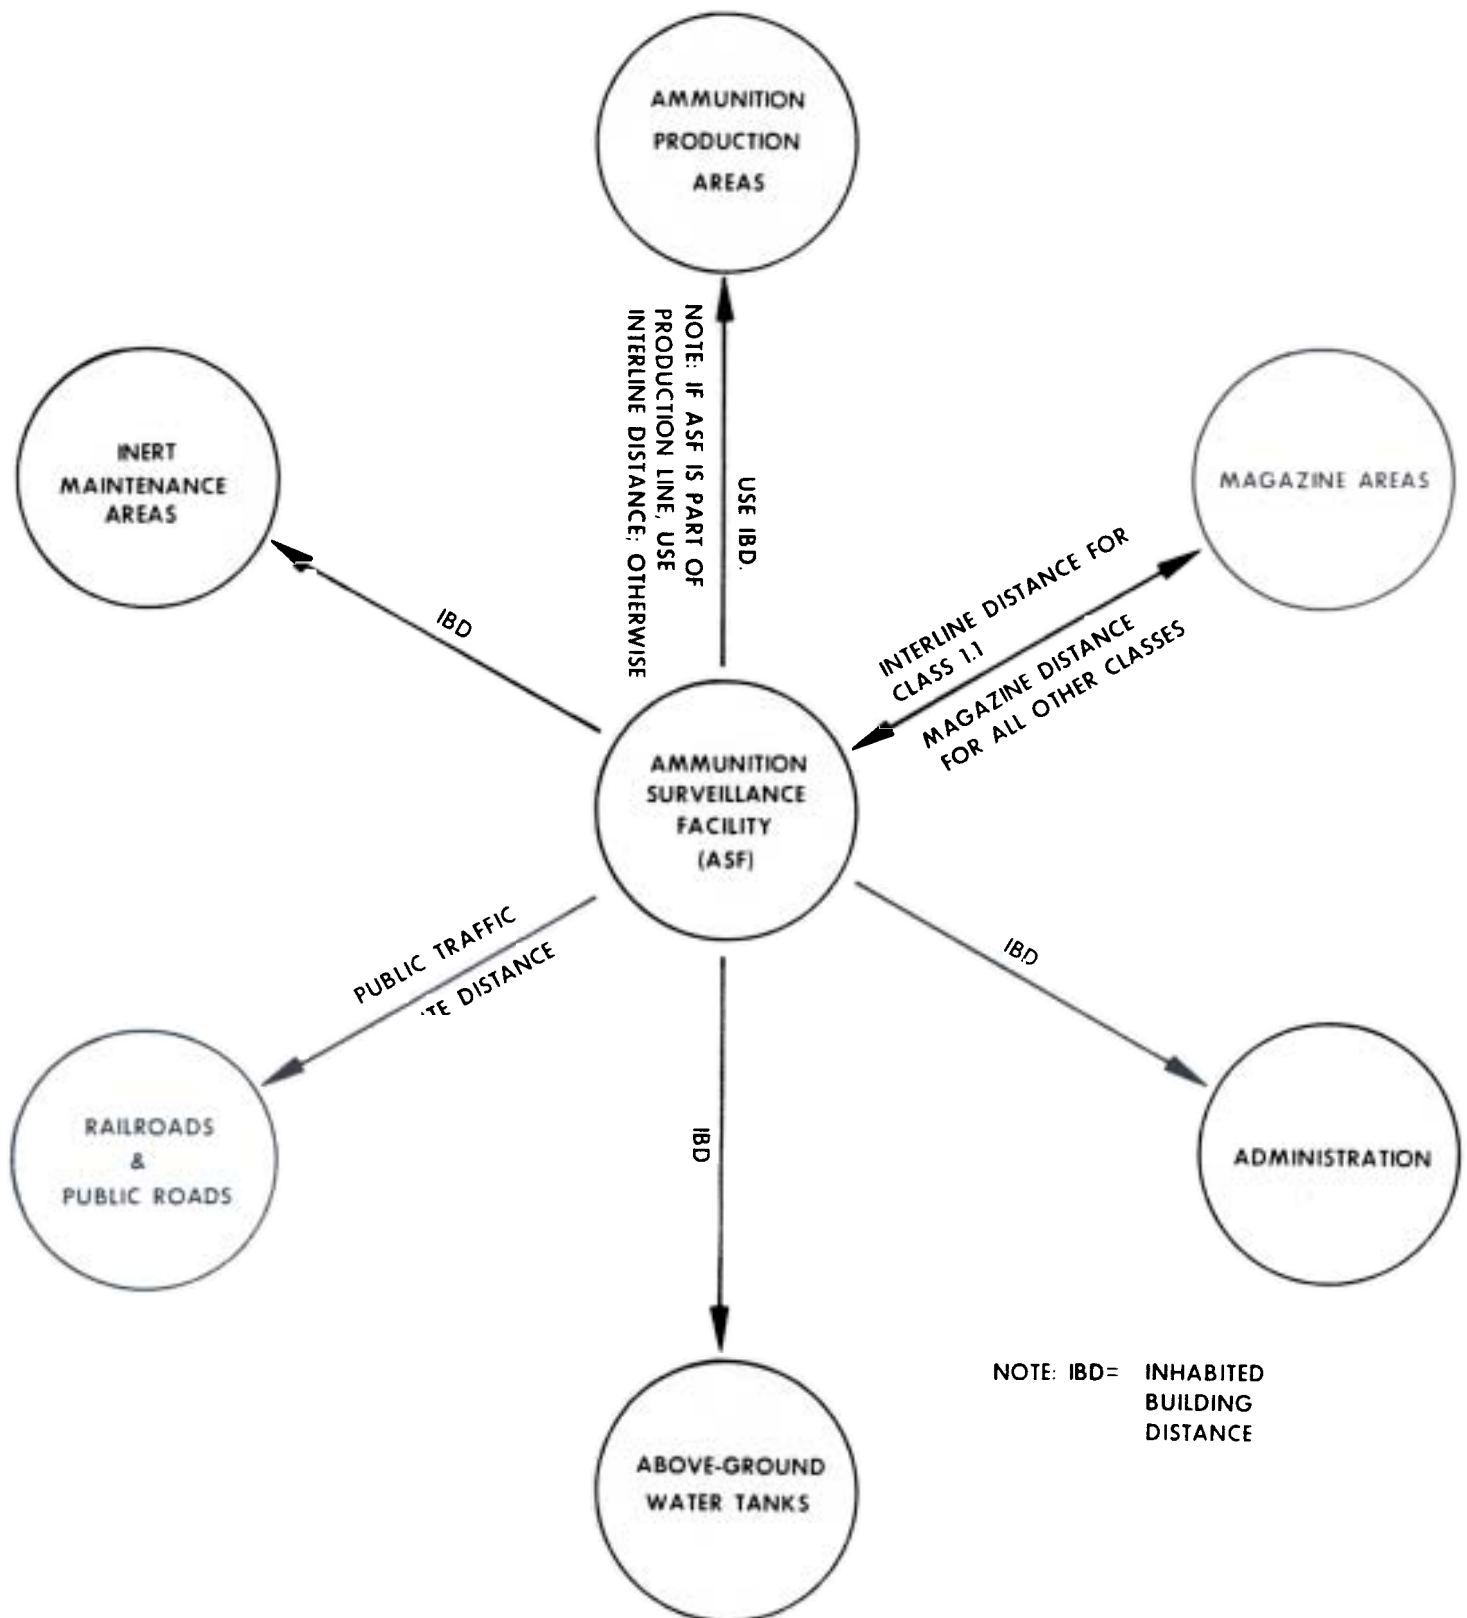 AMMUNITION
PRODUCTION
AREAS
NOTE: IF ASF IS PART OF
PRODUCTION LINE, USE
INTERLINE DISTANCE; OTHERWISE
USE IBD.
INERT
MAINTENANCE
AREAS
MAGAZINE AREAS
IBD
INTERLINE DISTANCE FOR
CLASS 1.1
MAGAZINE DISTANCE
FOR ALL OTHER CLASSES
AMMUNITION
SURVEILLANCE
FACILITY
(ASF)
PUBLIC TRAFFIC
DISTANCE
IBD
IBD
RAILROADS
&
PUBLIC ROADS
ADMINISTRATION
NOTE: IBD= INHABITED
BUILDING
DISTANCE
ABOVE-GROUND
WATER TANKS